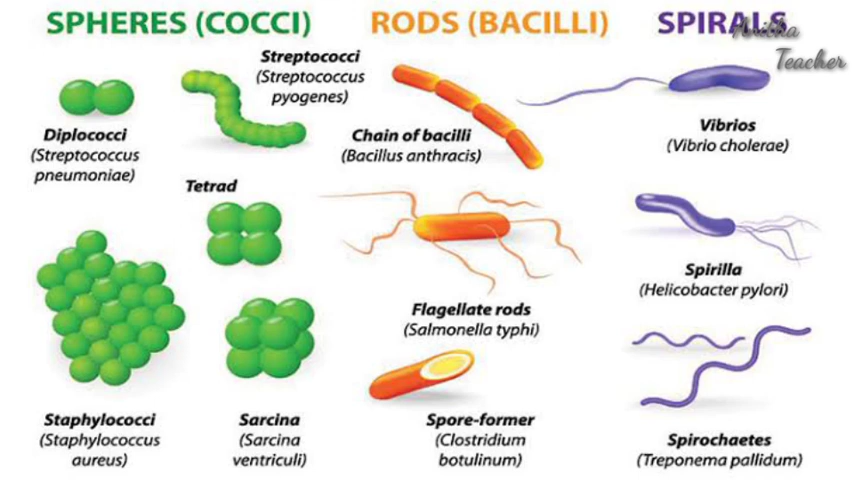 SPHERES (COCCI)
Diplococci
(Streptococcus
pneumoniae)
Streptococci
(Streptococcus
pyogenes)
Tetrad
Staphylococci
(Staphylococcus
aureus)
Sarcina
(Sarcina
ventriculi)
RODS (BACILLI)
Chain of bacilli
(Bacillus anthracis)
Flagellate rods
(Salmonella typhi)
Spore-former
(Clostridium
botulinum)
SPIRALS
Teacher
Vibrios
(Vibrio cholerae)
Spirilla
(Helicobacter pylori)
Spirochaetes
(Treponema pallidum)